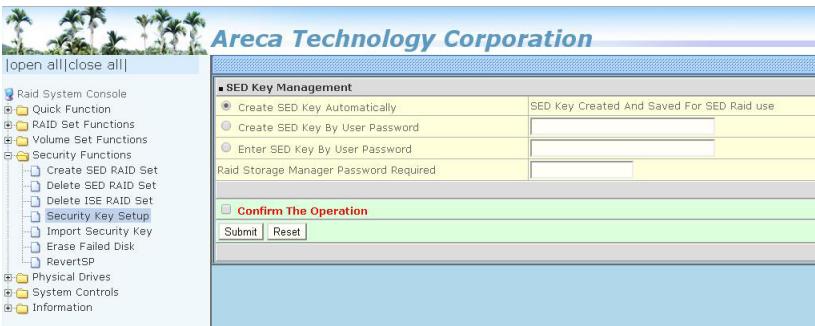 Areca Technology Corporation
|open all|close all|
Raid System Console
Quick Function
RAID Set Functions
Volume Set Functions
Security Functions
Create SED RAID Set
Delete SED RAID Set
Delete ISE RAID Set
Security Key Setup
Import Security Key
Erase Failed Disk
RevertSP
Physical Drives
System Controls
Information
SED Key Management
Create SED Key Automatically SED Key Created And Saved For SED Raid use
Create SED Key By User Password
Enter SED Key By User Password
Raid Storage Manager Password Required
Confirm The Operation
Submit Reset